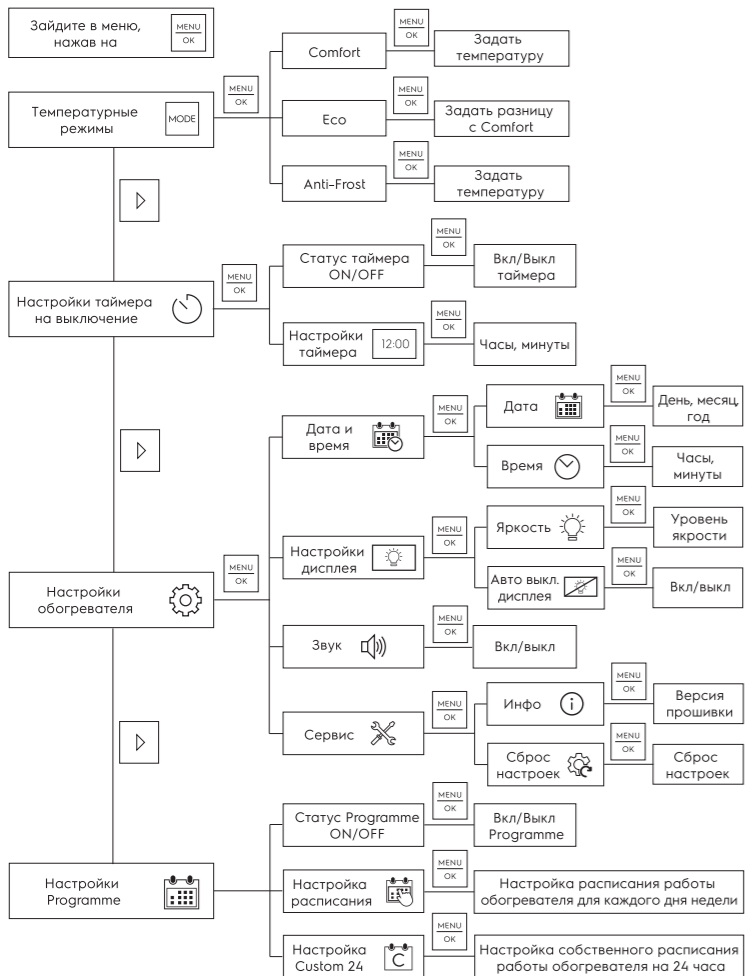 Зайдите в меню,
нажав на
MENU
OK
Температурные
режимы
MODE
MENU
OK
Comfort
MENU
OK
Задать
температуру
Eco
MENU
OK
Задать разницу
с Comfort
Anti-Frost
MENU
OK
Задать
температуру
Настройки таймера
на выключение
MENU
OK
Статус таймера
ON/OFF
MENU
OK
Вкл/Выкл
таймера
Настройки
таймера
12:00
MENU
OK
Часы, минуты
Настройки
обогревателя
MENU
OK
Дата и
время
MENU
OK
Дата
MENU
OK
День, месяц,
год
Время
MENU
OK
Часы,
минуты
Настройки
дисплея
MENU
OK
Яркость
MENU
OK
Уровень
якрости
Авто выкл.
дисплея
MENU
OK
Вкл/выкл
Звук
MENU
OK
Вкл/выкл
Сервис
MENU
OK
Инфо
i
MENU
OK
Версия
прошивки
Сброс
настроек
MENU
OK
Сброс
настроек
Настройки
Programme
Статус Programme
ON/OFF
MENU
OK
Вкл/Выкл
Programme
Настройка
расписания
MENU
OK
Настройка расписания работы
обогревателя для каждого дня недели
Настройка
Custom 24
C
MENU
OK
Настройка собственного расписания
работы обогревателя на 24 часа